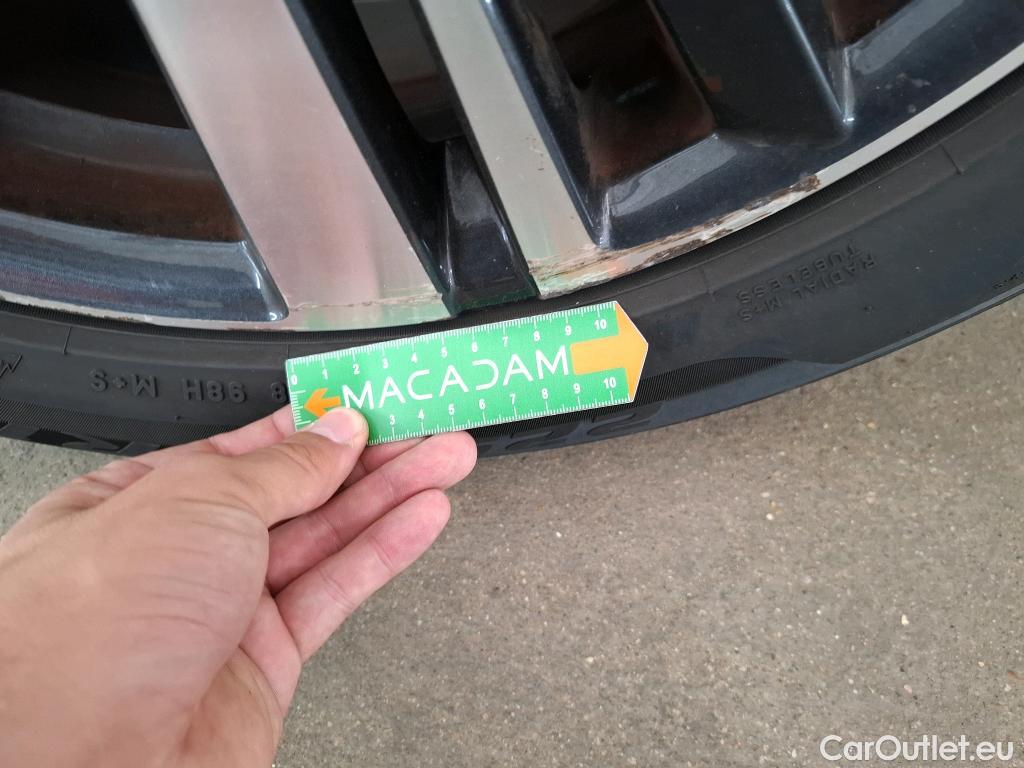 RADIAL M+S
TUBELESS
0 1 2 3 4 5 6 7 8 9 10
MACADAM
3 4 5 6 7 8 9 10
98H M+S
CarOutlet.eu